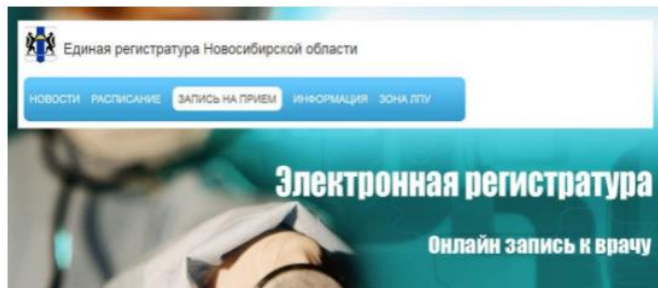 Единая регистратура Новосибирской области
НОВОСТИ РАСПИСАНИЕ ЗАПИСЬ НА ПРИЕМ ИНФОРМАЦИЯ ЗОНА ЛПУ
Электронная регистратура
Онлайн запись к врачу